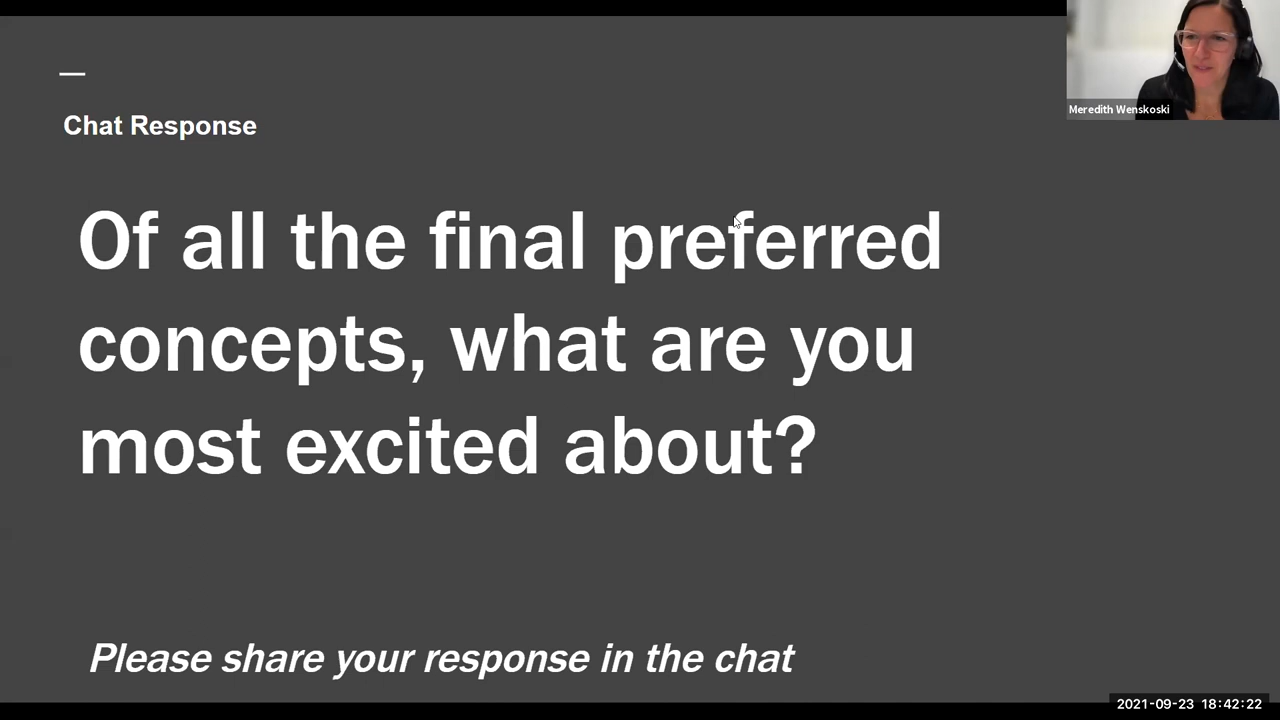 Chat Response
Of all the final preferred
concepts, what are you
most excited about?
Please share your response in the chat
Meredith Wenskoski
2021-09-23 18:42:22